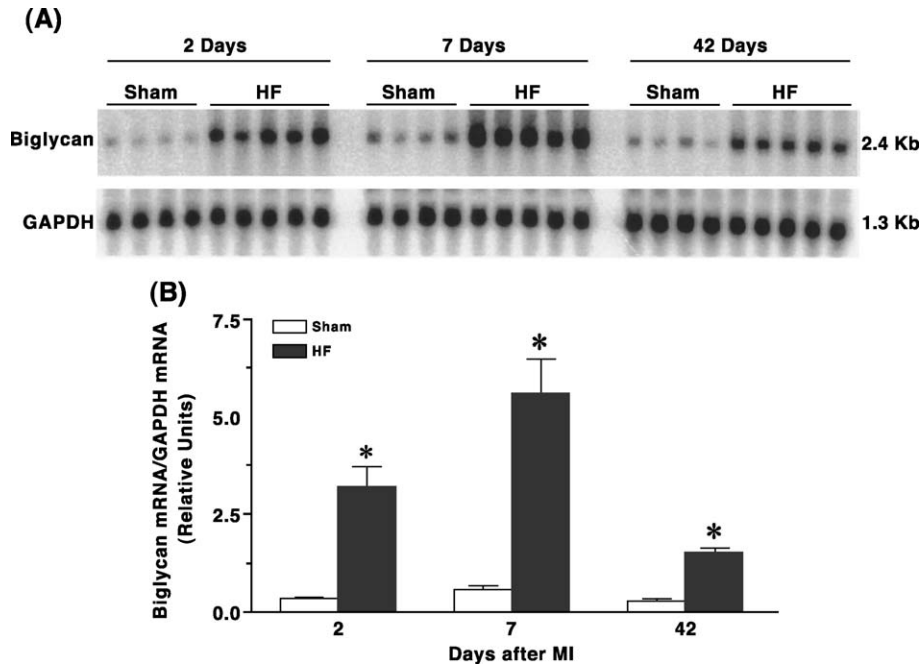 (A)
2 Days 7 Days 42 Days
Sham HF Sham HF Sham HF
Biglycan 2.4 Kb
GAPDH 1.3 Kb
(B)
Biglycan mRNA/GAPDH mRNA
(Relative Units)
7.5
5.0
2.5
0.0
Sham
HF
* * *
2 7 42
Days after MI